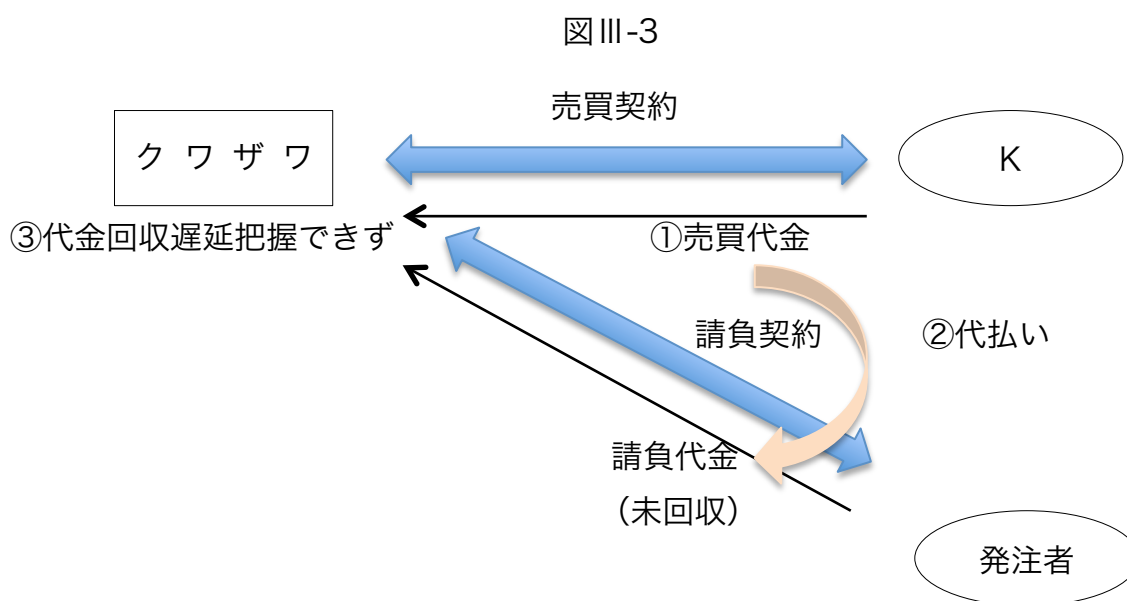 図Ⅲ-3
売買契約
クワザワ
K
③代金回収遅延把握できず
①売買代金
請負契約
②代払い
請負代金
（未回収）
発注者